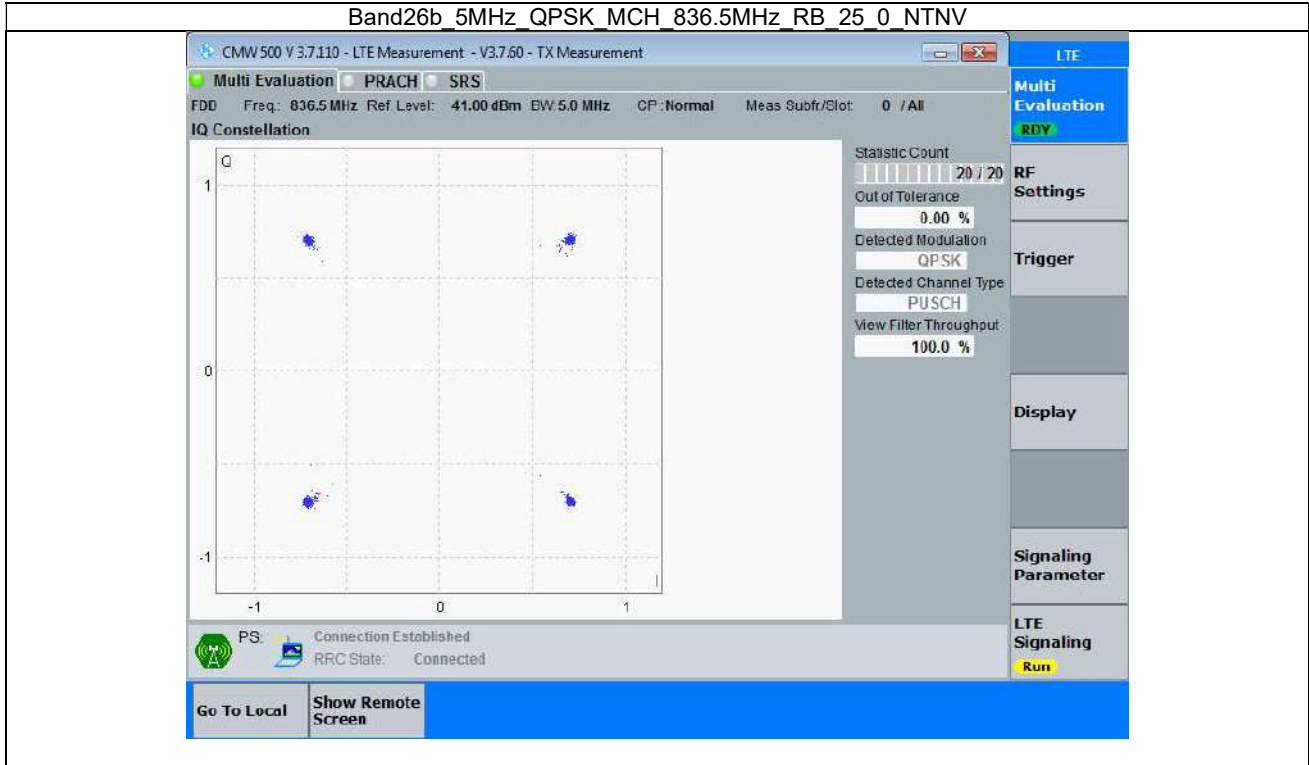 Band26b_5MHz_QPSK_MCH_836.5MHz_RB_25_0_NTNV
CMW 500 V 3.7.110 - LTE Measurement - V3.7.60 - TX Measurement
LTE
Multi Evaluation PRACH SRS
FDD Freq.: 836.5 MHz Ref. Level: 41.00 dBm BW: 5.0 MHz CP: Normal Meas Subfr/Slot: 0 / All
IQ Constellation
Multi
Evaluation
RDY
Q
1
0
-1
-1 0 1
I
Statistic Count
20 / 20
Out of Tolerance
0.00 %
Detected Modulation
QPSK
Detected Channel Type
PUSCH
View Filter Throughput
100.0 %
RF
Settings
Trigger
Display
Signaling
Parameter
LTE
Signaling
Run
PS: Connection Established
RRC State: Connected
Go To Local
Show Remote
Screen